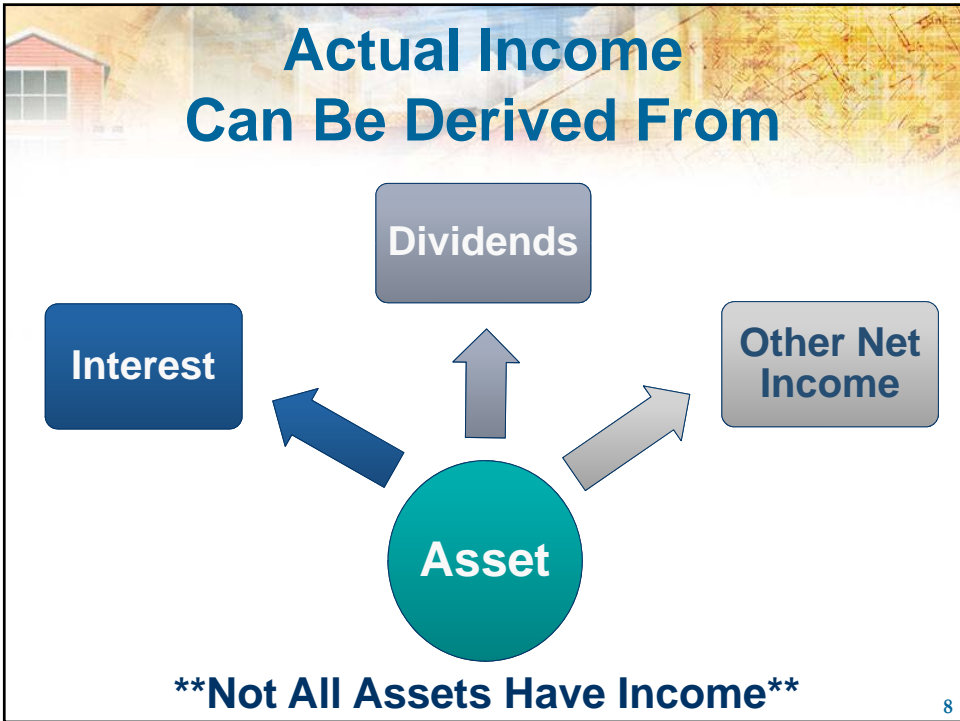 Actual Income
Can Be Derived From
Dividends
Interest
Other Net
Income
Asset
**Not All Assets Have Income**
8